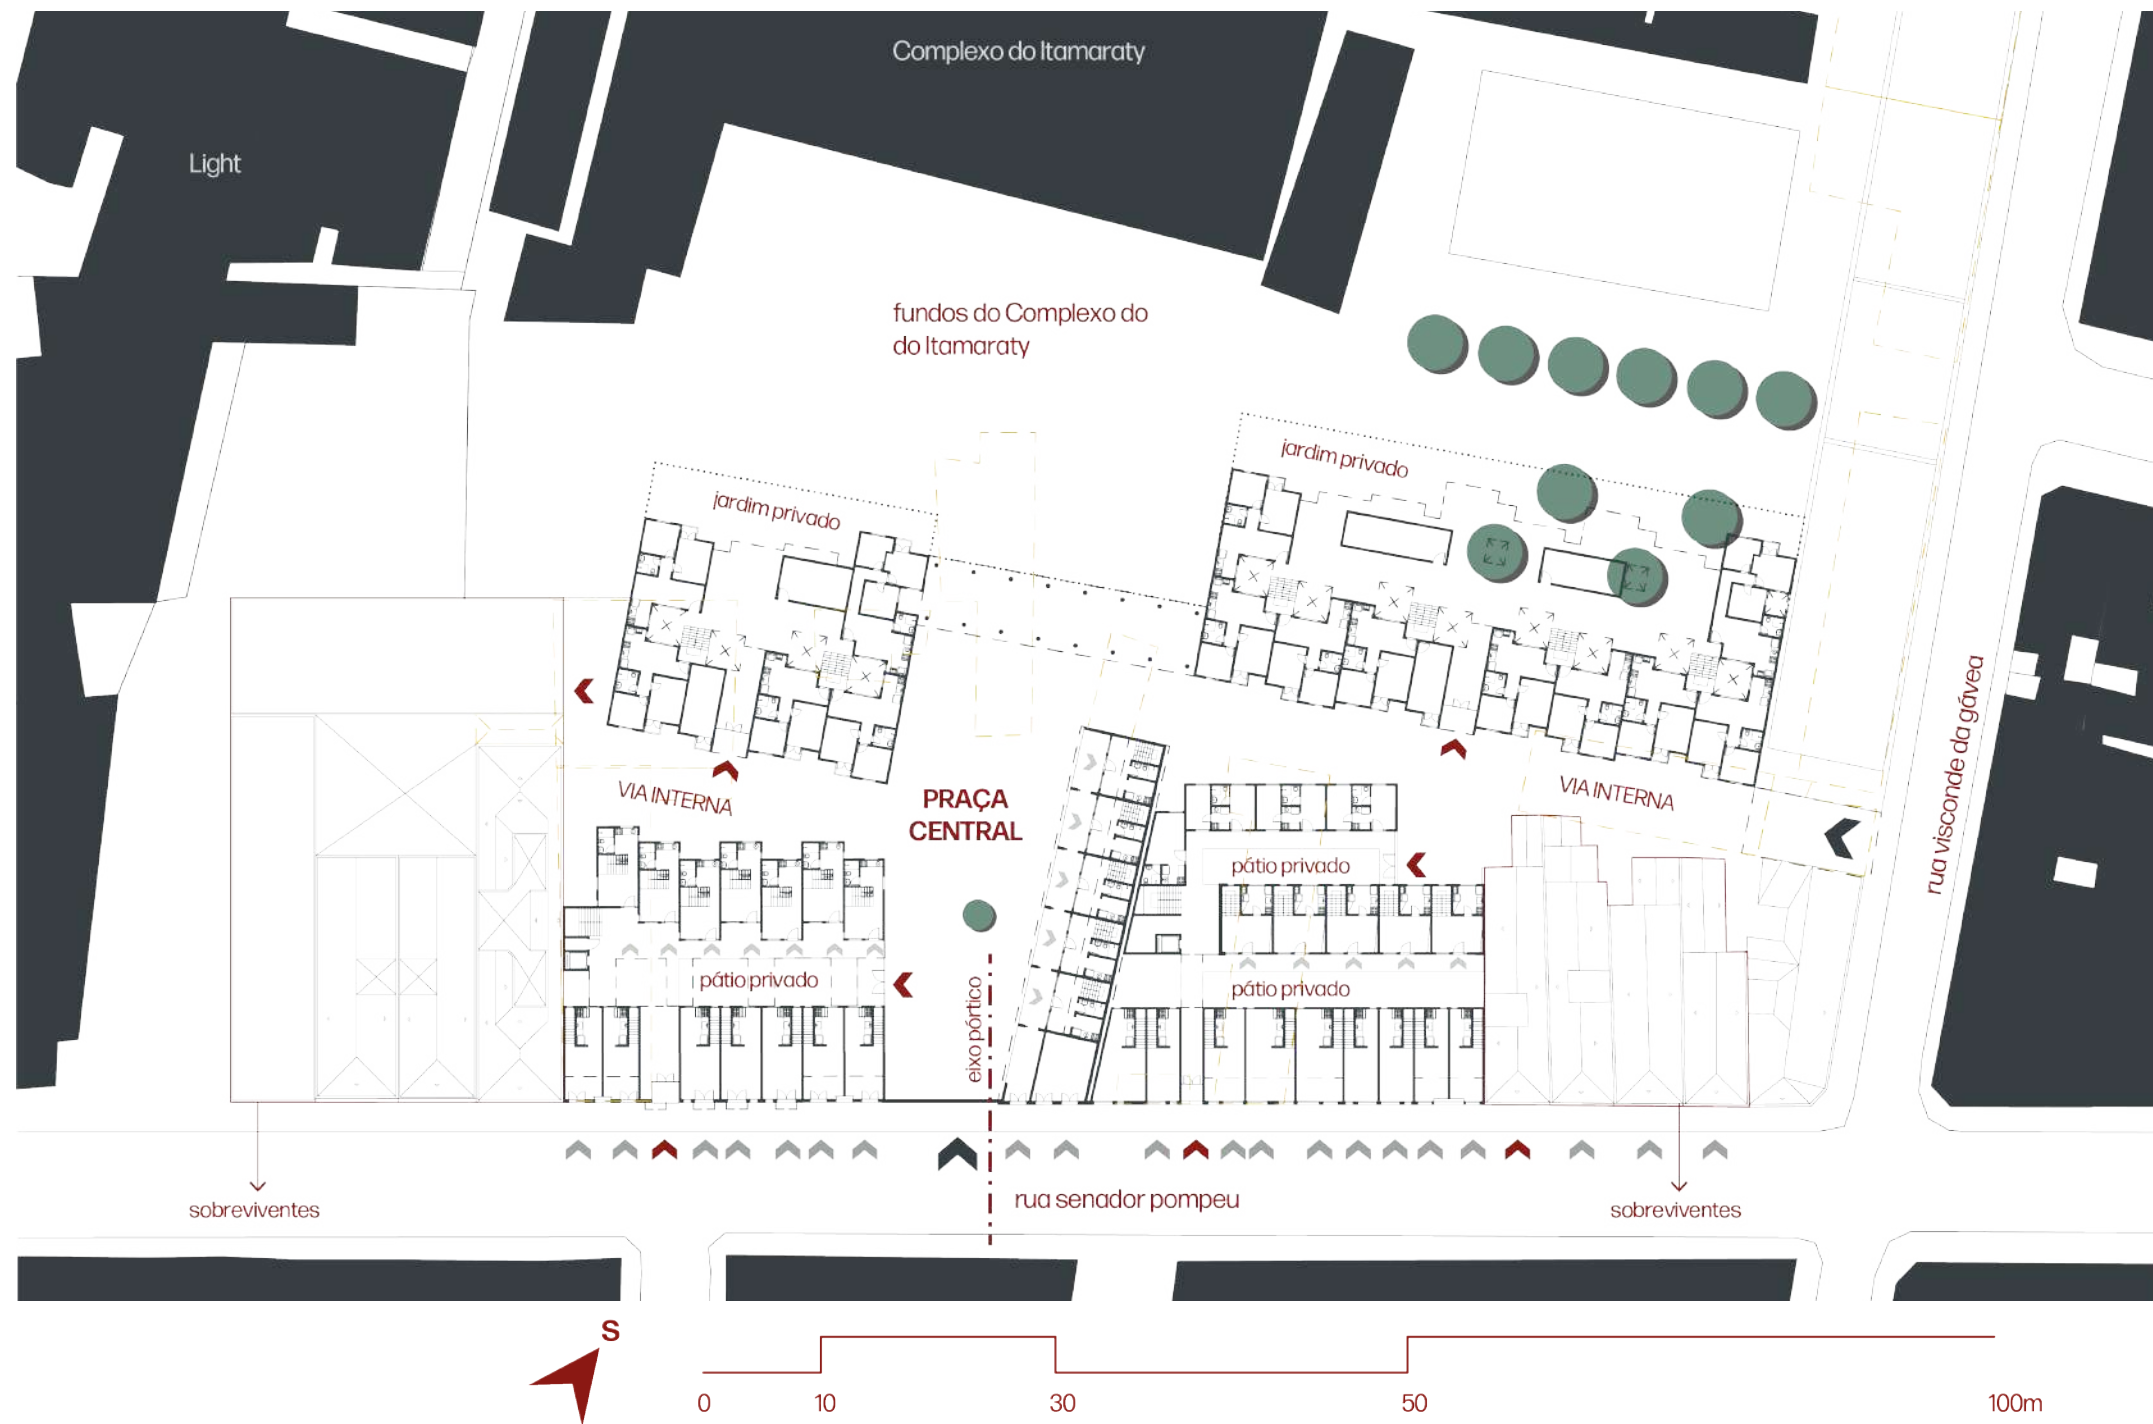 Complexo do Itamaraty
Light
fundos do Complexo do
do Itamaraty
jardim privado
jardim privado
VIA INTERNA
PRAÇA
CENTRAL
VIA INTERNA
rua visconde da gávea
pátio privado
pátio privado
pátio privado
eixo pórtico
rua senador pompeu
sobreviventes
sobreviventes
S
0 10 30 50 100m